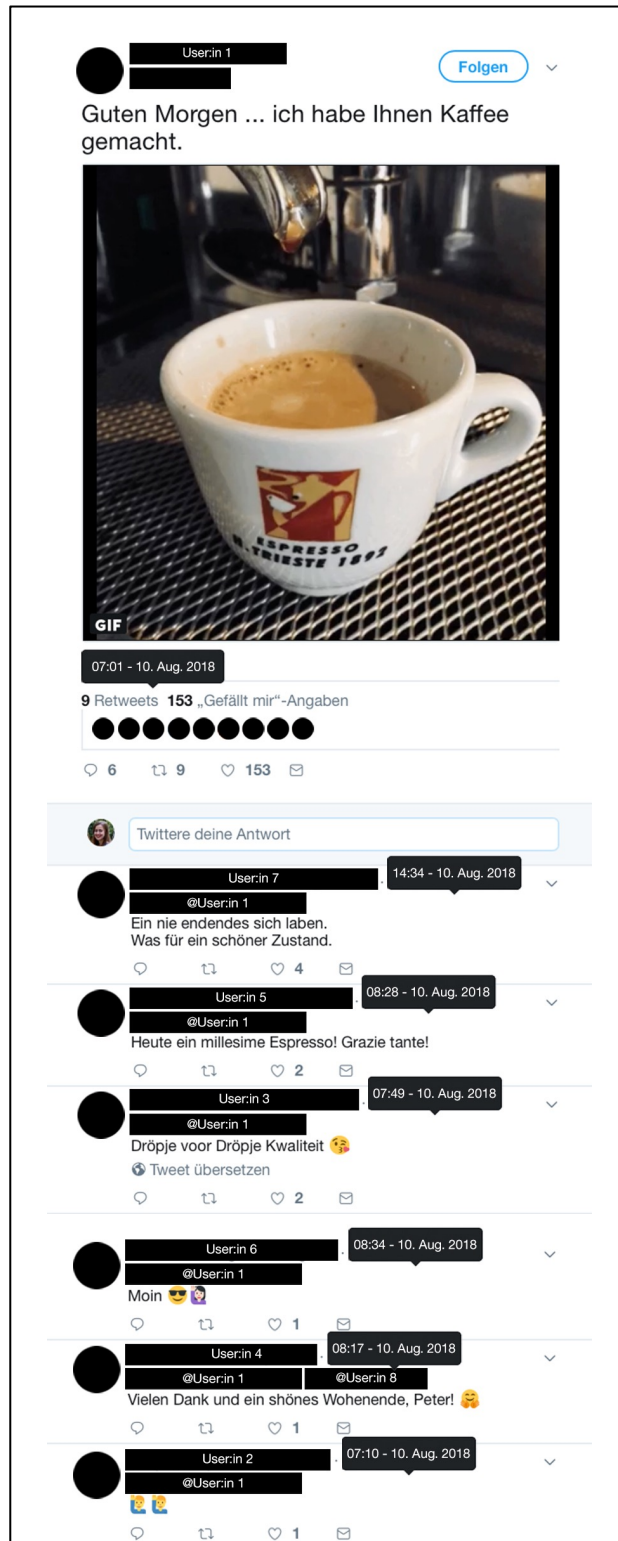 User:in 1
Folgen
Guten Morgen ... ich habe Ihnen Kaffee
gemacht.
ESPRESSO
N.TRIESTE 1892
GIF
07:01 - 10. Aug. 2018
9 Retweets 153 „Gefällt mir“-Angaben
6 9 153
Twittere deine Antwort
User:in 7 · 14:34 - 10. Aug. 2018
@User:in 1
Ein nie endendes sich laben.
Was für ein schöner Zustand.
4
User:in 5 · 08:28 - 10. Aug. 2018
@User:in 1
Heute ein millesime Espresso! Grazie tante!
2
User:in 3 · 07:49 - 10. Aug. 2018
@User:in 1
Dröpje voor Dröpje Kwaliteit 😘
Tweet übersetzen
2
User:in 6 · 08:34 - 10. Aug. 2018
@User:in 1
Moin 😎🙋🏻‍♀️
1
User:in 4 · 08:17 - 10. Aug. 2018
@User:in 1 @User:in 8
Vielen Dank und ein shönes Wohenende, Peter! 🤗
1
User:in 2 · 07:10 - 10. Aug. 2018
@User:in 1
🙋‍♂️🙋‍♂️
1